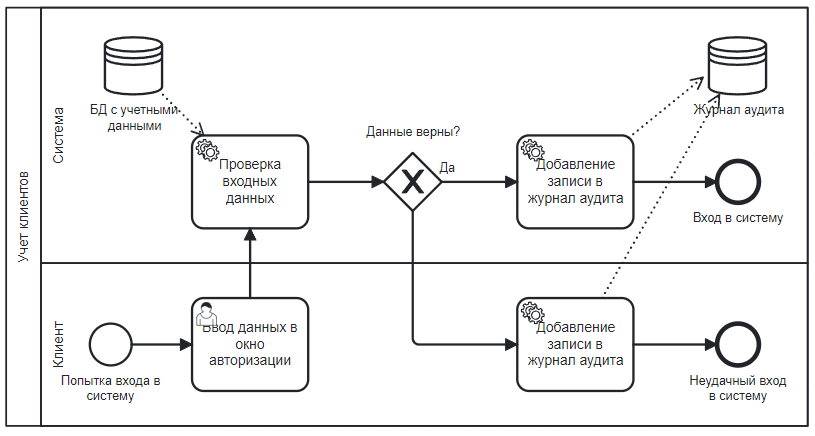 Учет клиентов
Система
БД с учетными
данными
Проверка
входных
данных
Данные верны?
Да
Добавление
записи в
журнал аудита
Журнал аудита
Вход в систему
Клиент
Попытка входа в
систему
Ввод данных в
окно
авторизации
Добавление
записи в
журнал аудита
Неудачный вход
в систему